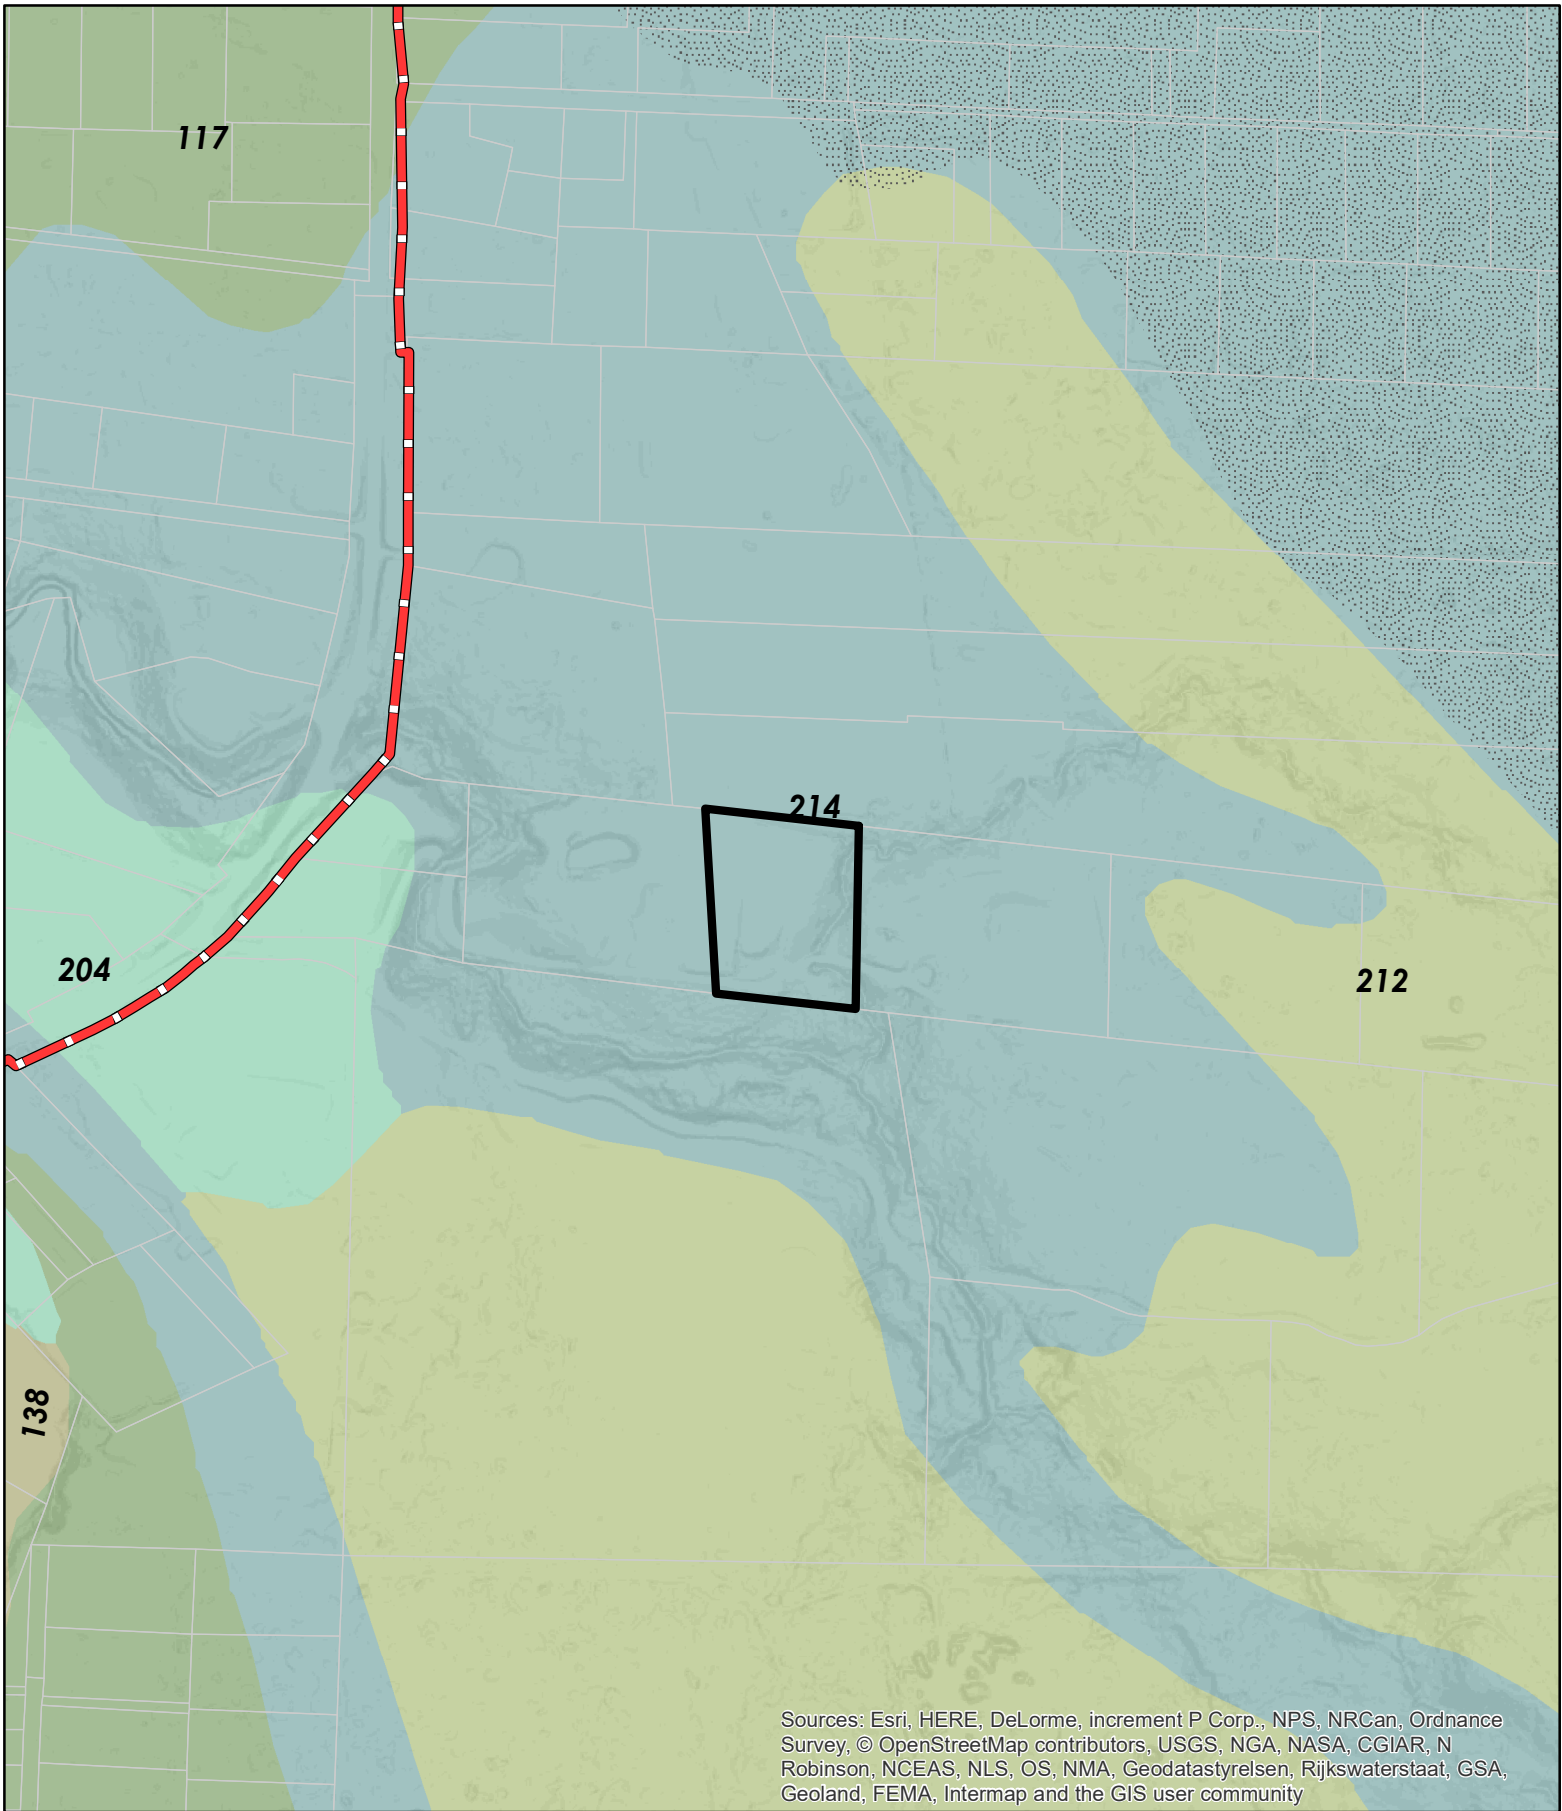 117
214
204
212
138
Sources: Esri, HERE, DeLorme, increment P Corp., NPS, NRCan, Ordnance
Survey, © OpenStreetMap contributors, USGS, NGA, NASA, CGIAR, N
Robinson, NCEAS, NLS, OS, NMA, Geodatastyrelsen, Rijkswaterstaat, GSA,
Geoland, FEMA, Intermap and the GIS user community